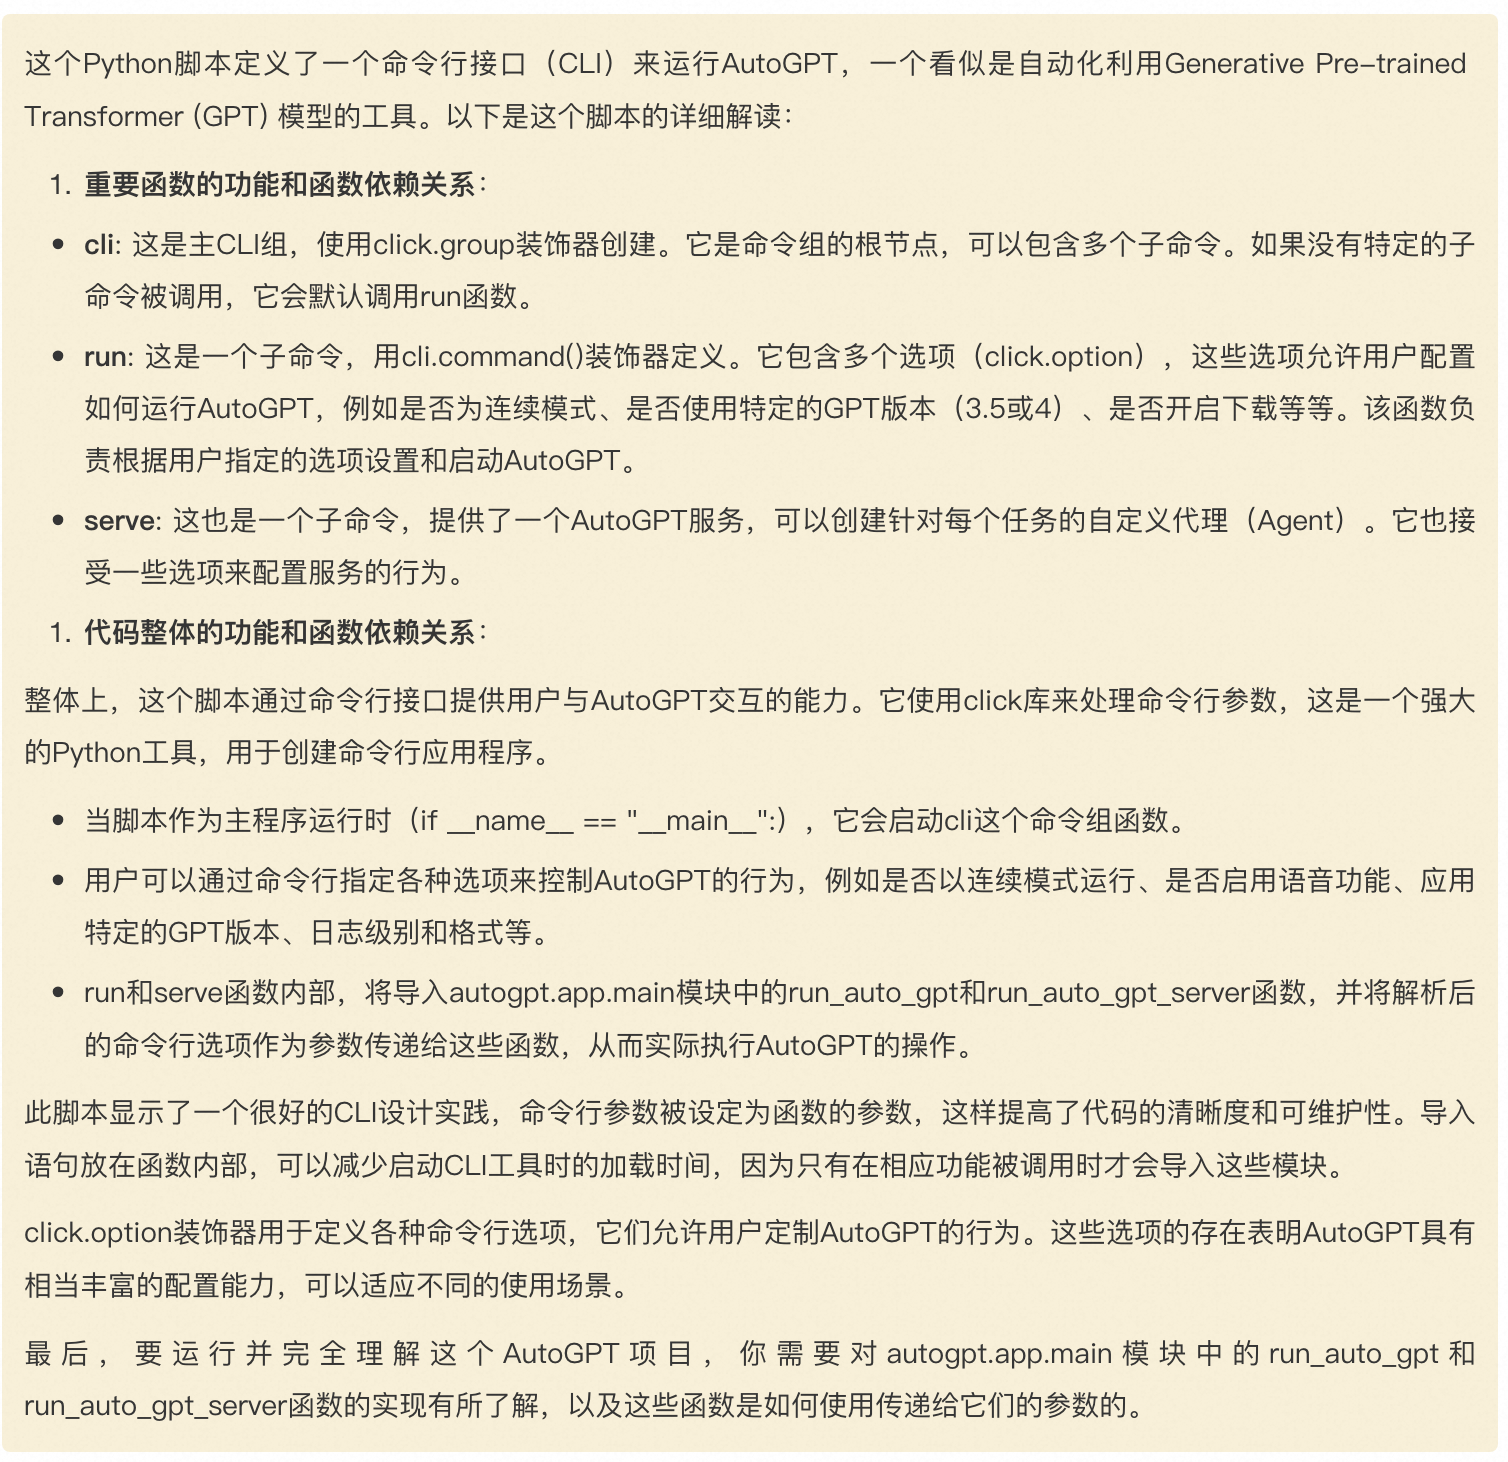 这个Python脚本定义了一个命令行接口（CLI）来运行AutoGPT，一个看似是自动化利用Generative Pre-trained
Transformer (GPT) 模型的工具。以下是这个脚本的详细解读：
1. 重要函数的功能和函数依赖关系：
• cli: 这是主CLI组，使用click.group装饰器创建。它是命令组的根节点，可以包含多个子命令。如果没有特定的子
命令被调用，它会默认调用run函数。
• run: 这是一个子命令，用cli.command()装饰器定义。它包含多个选项（click.option），这些选项允许用户配置
如何运行AutoGPT，例如是否为连续模式、是否使用特定的GPT版本（3.5或4）、是否开启下载等等。该函数负
责根据用户指定的选项设置和启动AutoGPT。
• serve: 这也是一个子命令，提供了一个AutoGPT服务，可以创建针对每个任务的自定义代理（Agent）。它也接
受一些选项来配置服务的行为。
1. 代码整体的功能和函数依赖关系：
整体上，这个脚本通过命令行接口提供用户与AutoGPT交互的能力。它使用click库来处理命令行参数，这是一个强大
的Python工具，用于创建命令行应用程序。
• 当脚本作为主程序运行时（if __name__ == "__main__":），它会启动cli这个命令组函数。
• 用户可以通过命令行指定各种选项来控制AutoGPT的行为，例如是否以连续模式运行、是否启用语音功能、应用
特定的GPT版本、日志级别和格式等。
• run和serve函数内部，将导入autogpt.app.main模块中的run_auto_gpt和run_auto_gpt_server函数，并将解析后
的命令行选项作为参数传递给这些函数，从而实际执行AutoGPT的操作。
此脚本显示了一个很好的CLI设计实践，命令行参数被设定为函数的参数，这样提高了代码的清晰度和可维护性。导入
语句放在函数内部，可以减少启动CLI工具时的加载时间，因为只有在相应功能被调用时才会导入这些模块。
click.option装饰器用于定义各种命令行选项，它们允许用户定制AutoGPT的行为。这些选项的存在表明AutoGPT具有
相当丰富的配置能力，可以适应不同的使用场景。
最后，要运行并完全理解这个AutoGPT项目，你需要对autogpt.app.main模块中的run_auto_gpt和
run_auto_gpt_server函数的实现有所了解，以及这些函数是如何使用传递给它们的参数的。